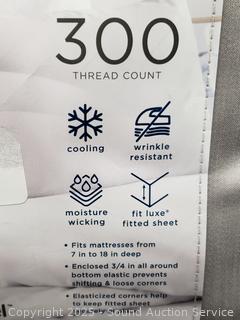 300
THREAD COUNT
cooling
wrinkle
resistant
moisture
wicking
fit luxe®
fitted sheet
• Fits mattresses from
7 in to 18 in deep
• Enclosed 3/4 in all around
bottom elastic prevents
shifting & loose corners
• Elasticized corners help
to keep fitted sheet
Copyright 2025 - Sound Auction Service